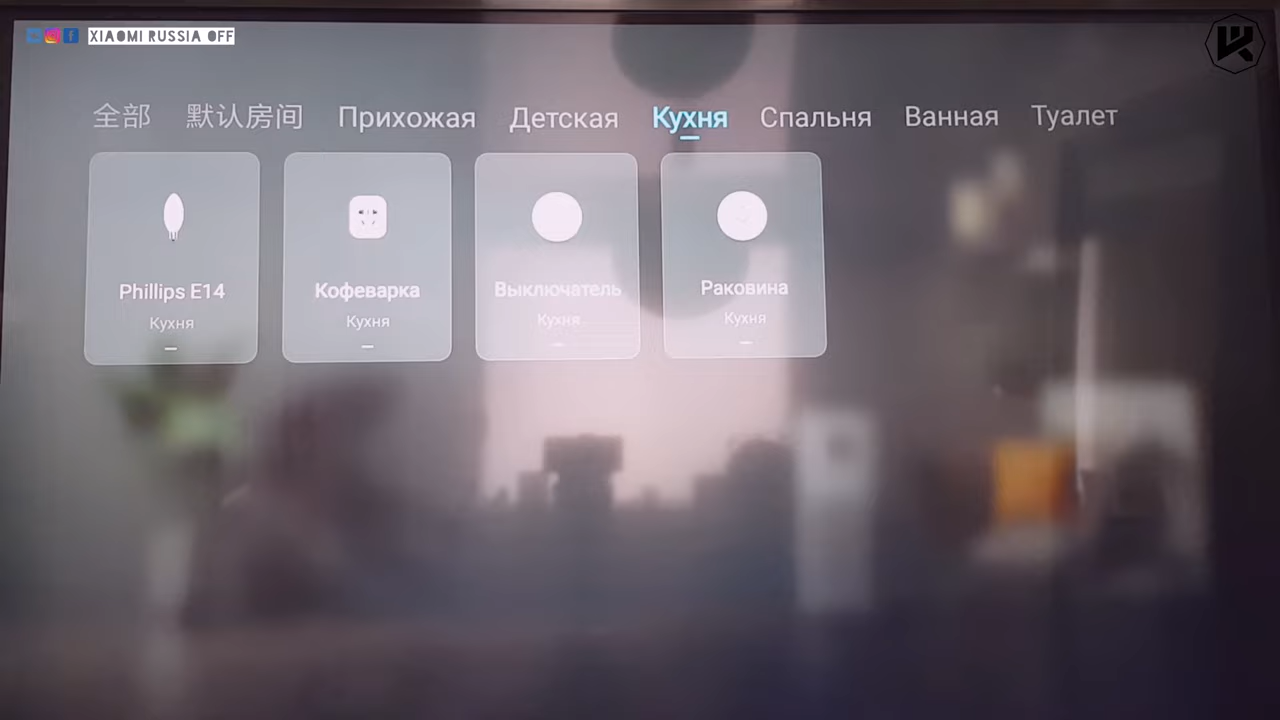 XIAOMI RUSSIA OFF
全部 默认房间 Прихожая Детская Кухня Спальня Ванная Туалет
Phillips E14 Кофеварка Выключатель Раковина
Кухня Кухня Кухня Кухня